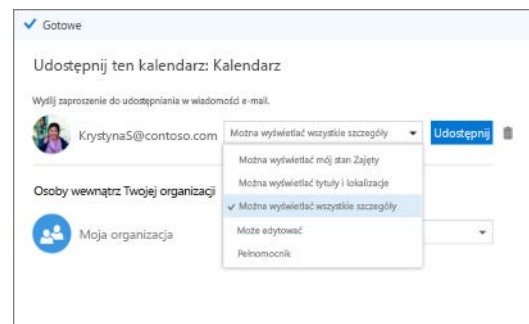 Gotowe
Udostępnij ten kalendarz: Kalendarz
Wyślij zaproszenie do udostępniania w wiadomości e-mail.
KrystynaS@contoso.com
Można wyświetlać wszystkie szczegóły
Udostępnij
Można wyświetlać mój stan Zajęty
Można wyświetlać tytuły i lokalizacje
Można wyświetlać wszystkie szczegóły
Może edytować
Pełnomocnik
Osoby wewnątrz Twojej organizacji
Moja organizacja